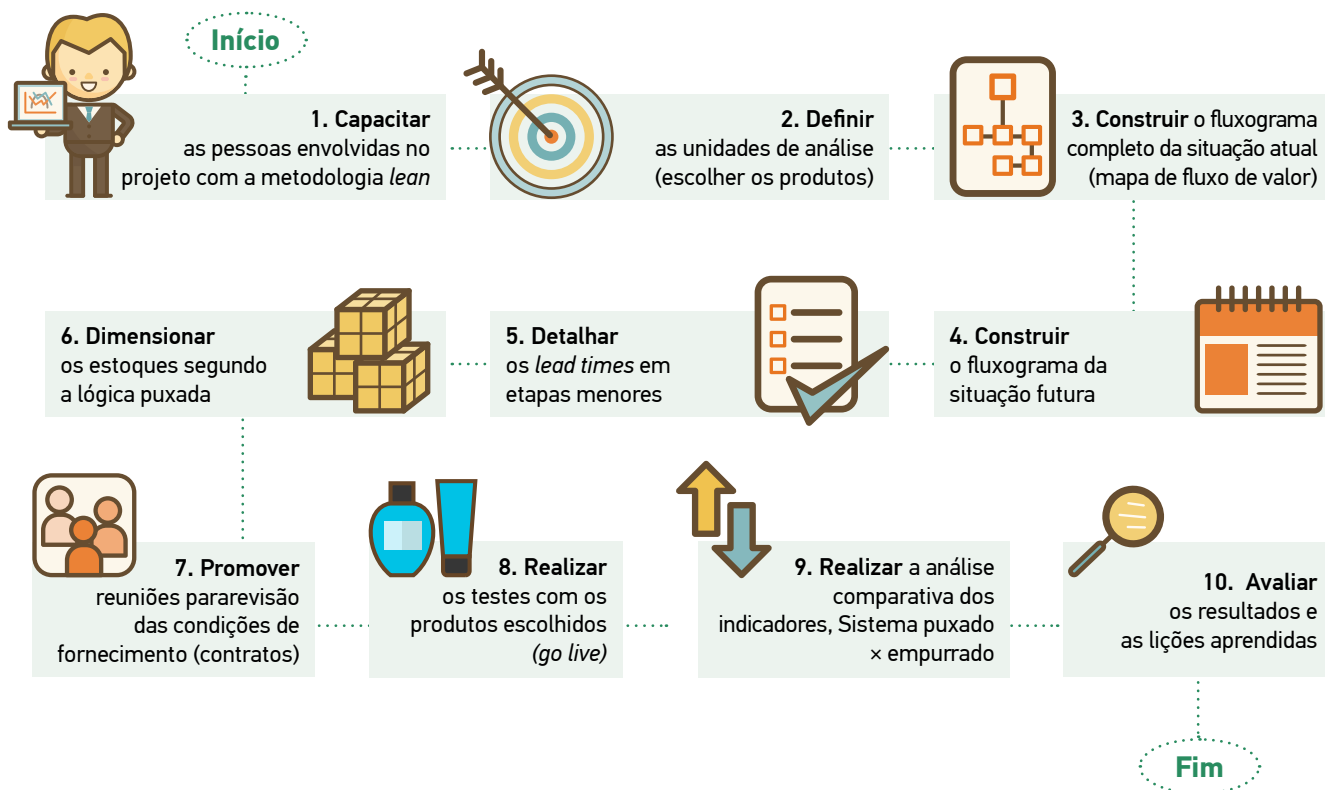 Início
1. Capacitar
as pessoas envolvidas no
projeto com a metodologia lean
2. Definir
as unidades de análise
(escolher os produtos)
3. Construir o fluxograma
completo da situação atual
(mapa de fluxo de valor)
4. Construir
o fluxograma da
situação futura
5. Detalhar
os lead times em
etapas menores
6. Dimensionar
os estoques segundo
a lógica puxada
7. Promover
reuniões pararevisão
das condições de
fornecimento (contratos)
8. Realizar
os testes com os
produtos escolhidos
(go live)
9. Realizar a análise
comparativa dos
indicadores, Sistema puxado
× empurrado
10. Avaliar
os resultados e
as lições aprendidas
Fim